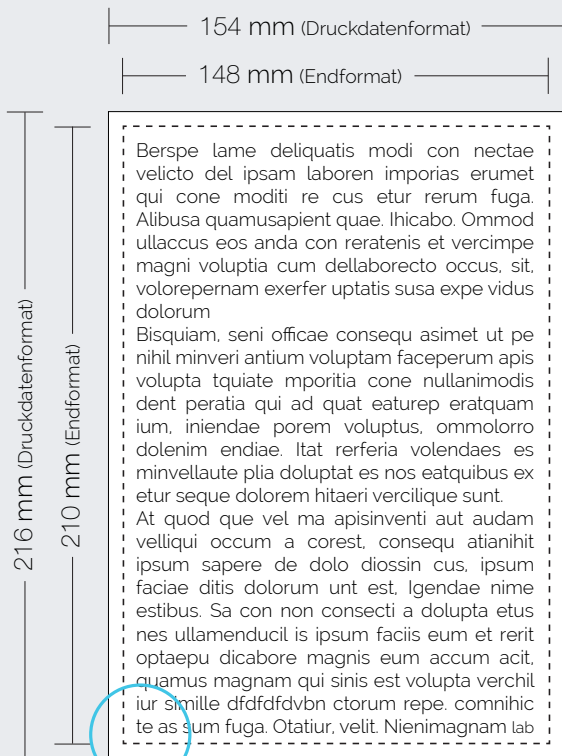 154 mm (Druckdatenformat)
148 mm (Endformat)
216 mm (Druckdatenformat)
210 mm (Endformat)
Berspe lame deliquatis modi con nectae
velicto del ipsam laboren imporias erumet
qui cone moditi re cus etur rerum fuga.
Alibusa quamusapient quae. Ihicabo. Ommod
ullaccus eos anda con reratenis et vercimpe
magni voluptia cum dellaborecto occus, sit,
volorepernam exerfer uptatis susa expe vidus
dolorum
Bisquiam, seni officae consequ asimet ut pe
nihil minveri antium voluptam faceperum apis
volupta tquiate mporitia cone nullanimodis
dent peratia qui ad quat eaturep eratquam
ium, iniendae porem voluptus, ommolorro
dolenim endiae. Itat rerferia volendaes es
minvellaute plia doluptat es nos eatquibus ex
etur seque dolorem hitaeri vercilique sunt.
At quod que vel ma apisinventi aut audam
velliqui occum a corest, consequ atianihit
ipsum sapere de dolo diossin cus, ipsum
faciae ditis dolorum unt est, Igendae nime
estibus. Sa con non consecti a dolupta etus
nes ullamenducil is ipsum faciis eum et rerit
optaepu dicabore magnis eum accum acit,
quamus magnam qui sinis est volupta verchil
iur simille dfdfdfdvbn ctorum repe. comnihic
te as sum fuga. Otatiur, velit. Nienimagnam lab